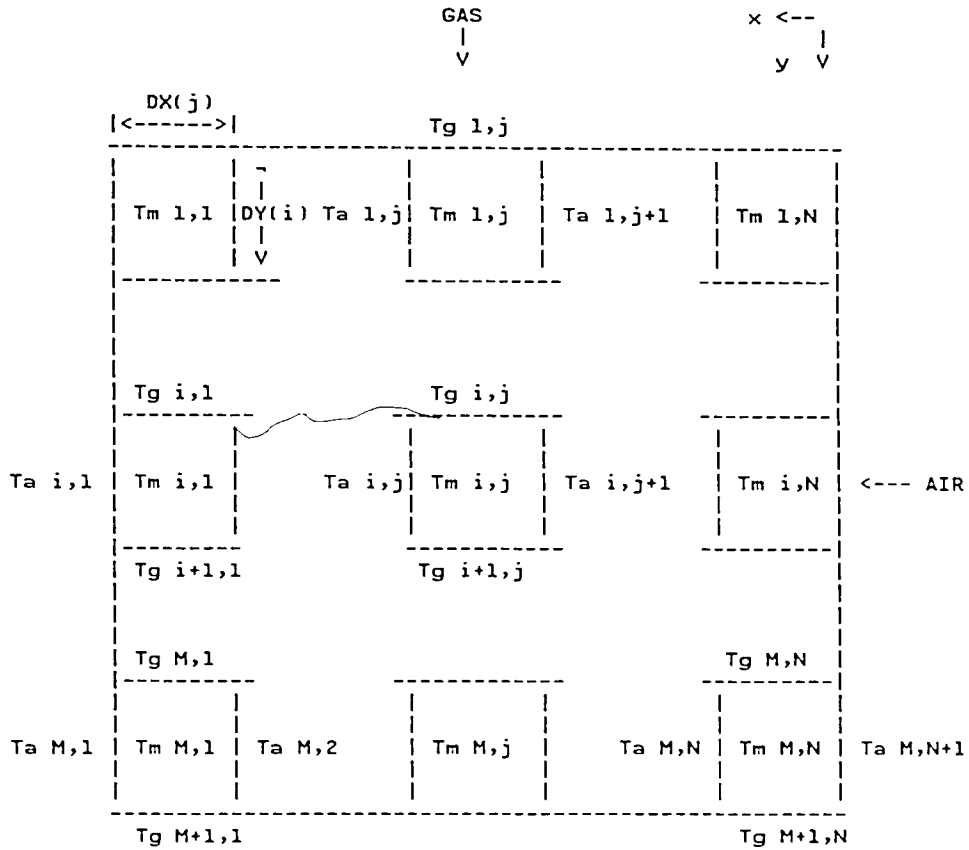 GAS x <---
| |
V y V
DX(j)
|<------>| Tg 1,j
Tm 1,1 DY(i) Ta 1,j Tm 1,j Ta 1,j+1 Tm 1,N
V
Tg i,1 Tg i,j
Ta i,1 Tm i,1 Ta i,j Tm i,j Ta i,j+1 Tm i,N <--- AIR
Tg i+1,1 Tg i+1,j
Tg M,1 Tg M,N
Ta M,1 Tm M,1 Ta M,2 Tm M,j Ta M,N Tm M,N Ta M,N+1
Tg M+1,1 Tg M+1,N